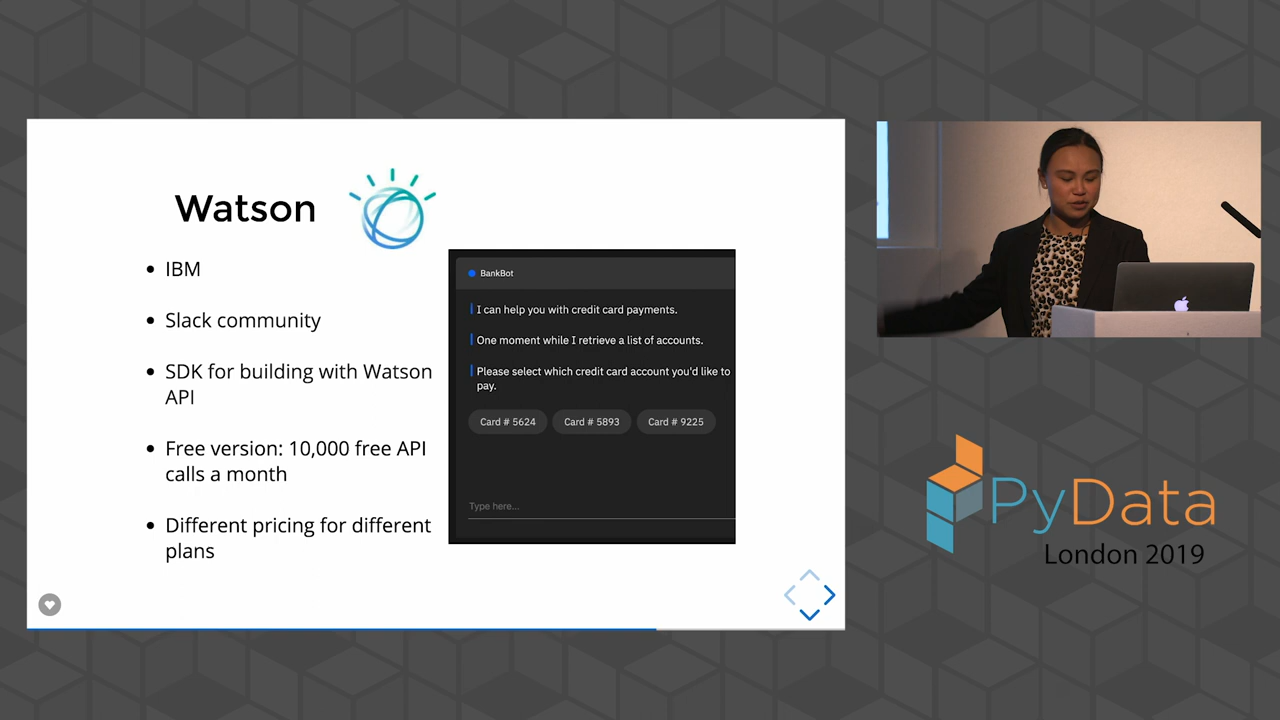 Watson
IBM
Slack community
SDK for building with Watson
API
Free version: 10,000 free API
calls a month
Different pricing for different
plans
BankBot
I can help you with credit card payments.
One moment while I retrieve a list of accounts.
Please select which credit card account you'd like to
pay.
Card # 5624 Card # 5893 Card # 9225
Type here...
PyData
London 2019